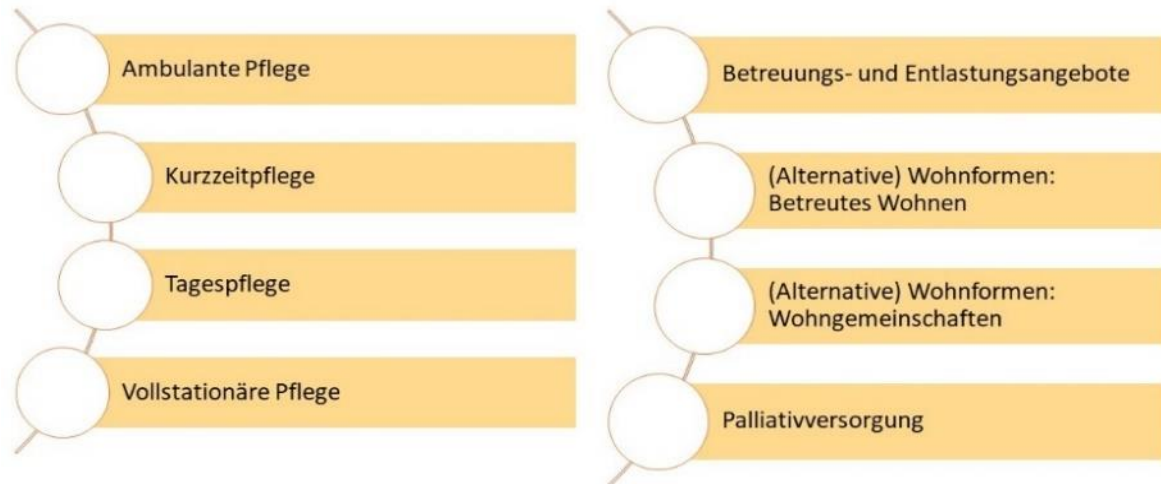 Ambulante Pflege
Kurzzeitpflege
Tagespflege
Vollstationäre Pflege
Betreuungs- und Entlastungsangebote
(Alternative) Wohnformen:
Betreutes Wohnen
(Alternative) Wohnformen:
Wohngemeinschaften
Palliativversorgung